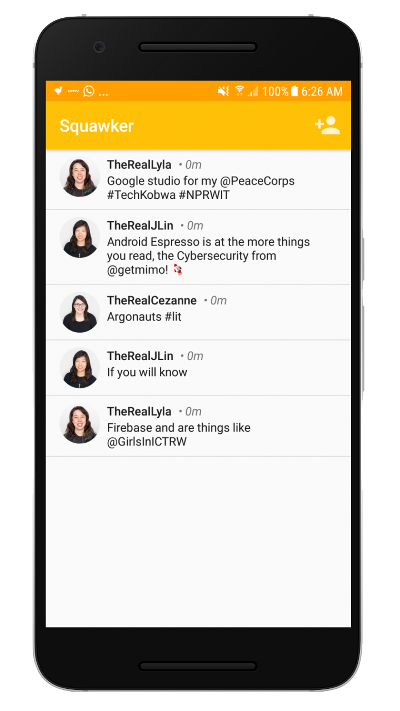 ... 100% 6:26 AM
Squawker
TheRealLyla • 0m
Google studio for my @PeaceCorps
#TechKobwa #NPRWIT
TheRealJLin • 0m
Android Espresso is at the more things
you read, the Cybersecurity from
@getmimo!
TheRealCezanne • 0m
Argonauts #lit
TheRealJLin • 0m
If you will know
TheRealLyla • 0m
Firebase and are things like
@GirlsInICTRW